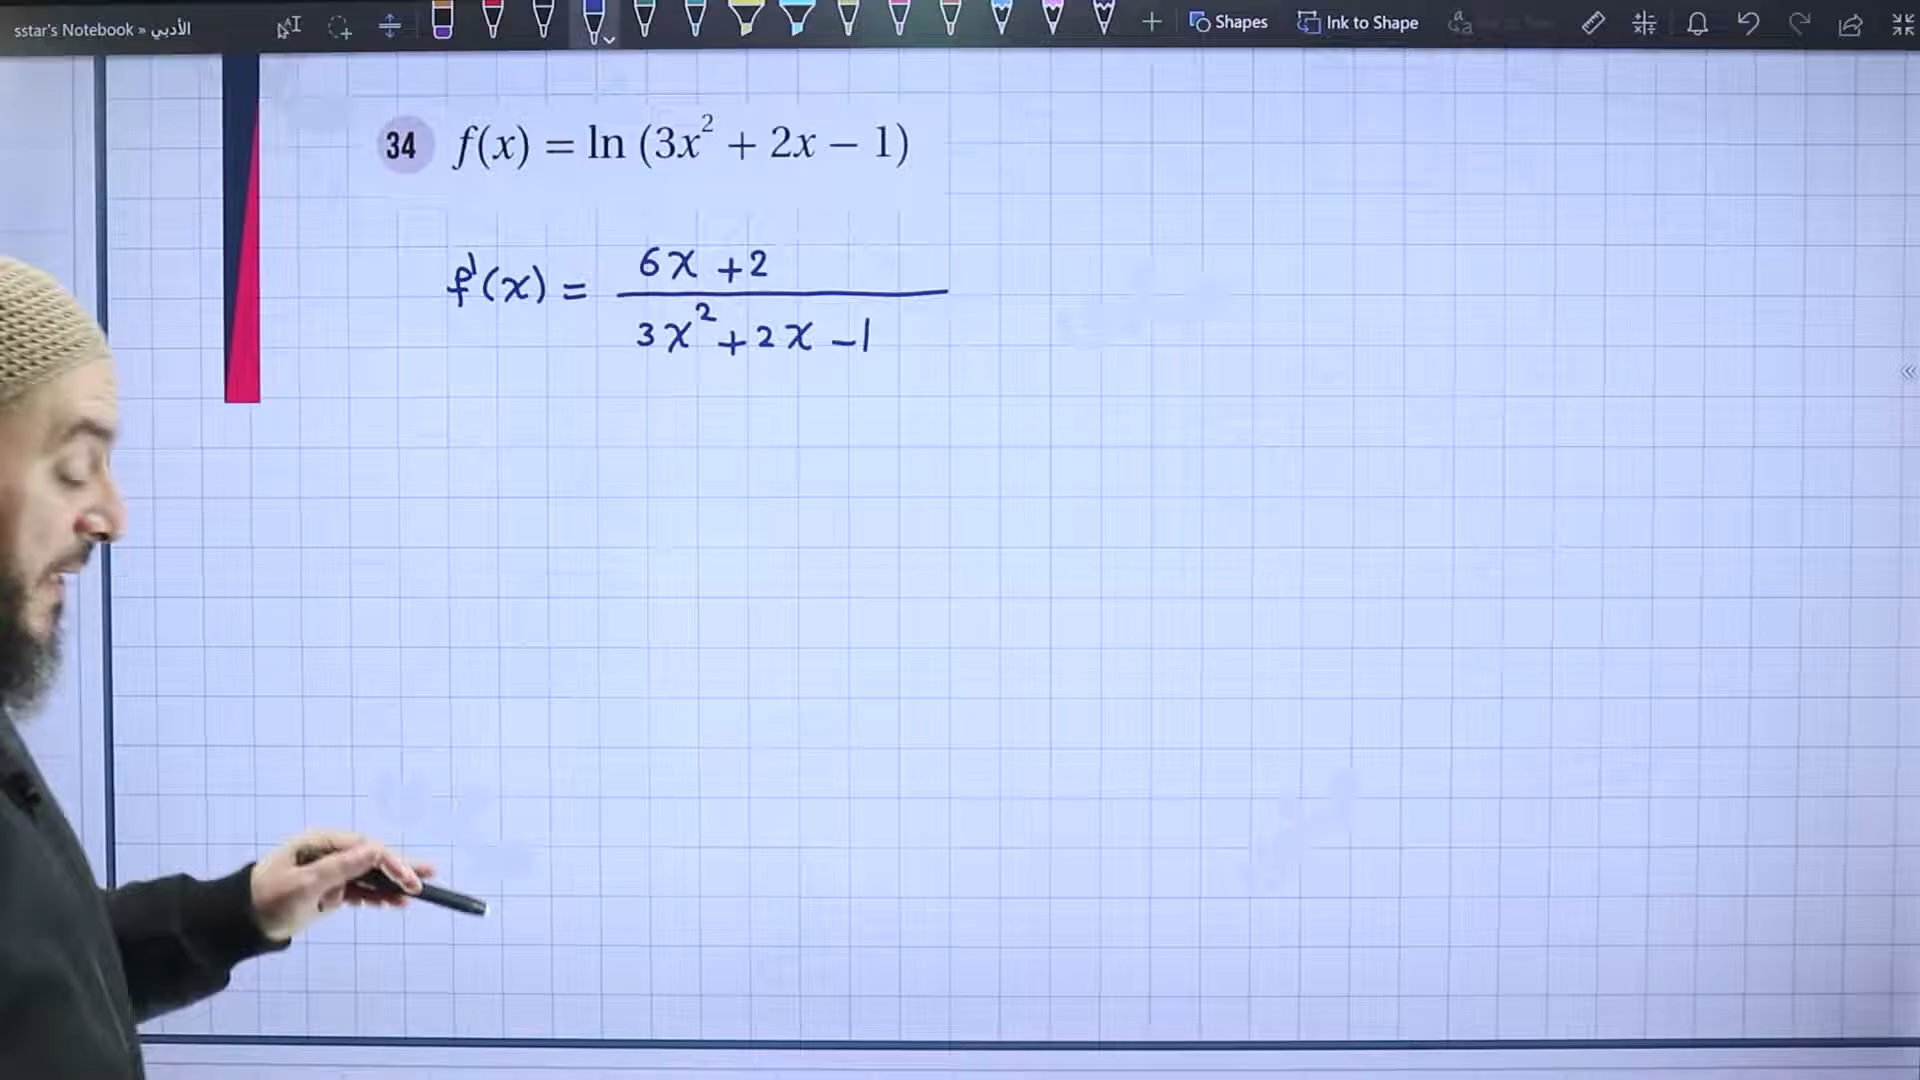 sstar's Notebook » الأدبي
Shapes
Ink to Shape
34 f(x) = ln (3x² + 2x − 1)
f'(x) = (6x + 2) / (3x² + 2x − 1)